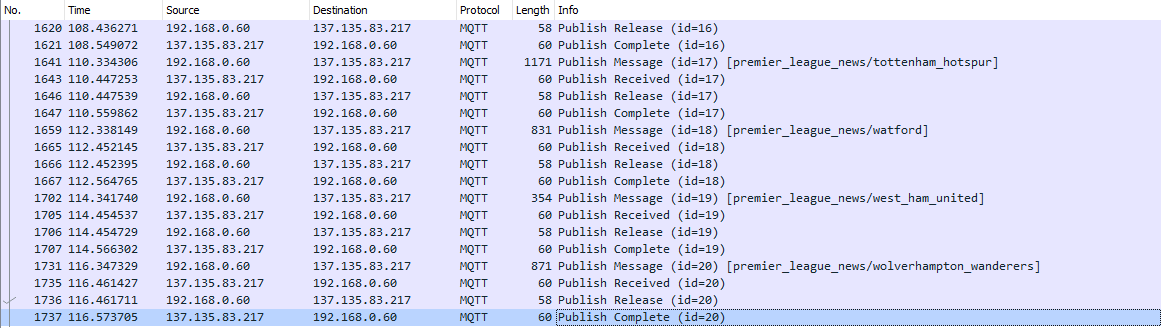 No. Time Source Destination Protocol Length Info
1620 108.436271 192.168.0.60 137.135.83.217 MQTT 58 Publish Release (id=16)
1621 108.549072 137.135.83.217 192.168.0.60 MQTT 60 Publish Complete (id=16)
1641 110.334306 192.168.0.60 137.135.83.217 MQTT 1171 Publish Message (id=17) [premier_league_news/tottenham_hotspur]
1643 110.447253 137.135.83.217 192.168.0.60 MQTT 60 Publish Received (id=17)
1646 110.447539 192.168.0.60 137.135.83.217 MQTT 58 Publish Release (id=17)
1647 110.559862 137.135.83.217 192.168.0.60 MQTT 60 Publish Complete (id=17)
1659 112.338149 192.168.0.60 137.135.83.217 MQTT 831 Publish Message (id=18) [premier_league_news/watford]
1665 112.452145 137.135.83.217 192.168.0.60 MQTT 60 Publish Received (id=18)
1666 112.452395 192.168.0.60 137.135.83.217 MQTT 58 Publish Release (id=18)
1667 112.564765 137.135.83.217 192.168.0.60 MQTT 60 Publish Complete (id=18)
1702 114.341740 192.168.0.60 137.135.83.217 MQTT 354 Publish Message (id=19) [premier_league_news/west_ham_united]
1705 114.454537 137.135.83.217 192.168.0.60 MQTT 60 Publish Received (id=19)
1706 114.454729 192.168.0.60 137.135.83.217 MQTT 58 Publish Release (id=19)
1707 114.566302 137.135.83.217 192.168.0.60 MQTT 60 Publish Complete (id=19)
1731 116.347329 192.168.0.60 137.135.83.217 MQTT 871 Publish Message (id=20) [premier_league_news/wolverhampton_wanderers]
1735 116.461427 137.135.83.217 192.168.0.60 MQTT 60 Publish Received (id=20)
1736 116.461711 192.168.0.60 137.135.83.217 MQTT 58 Publish Release (id=20)
1737 116.573705 137.135.83.217 192.168.0.60 MQTT 60 Publish Complete (id=20)